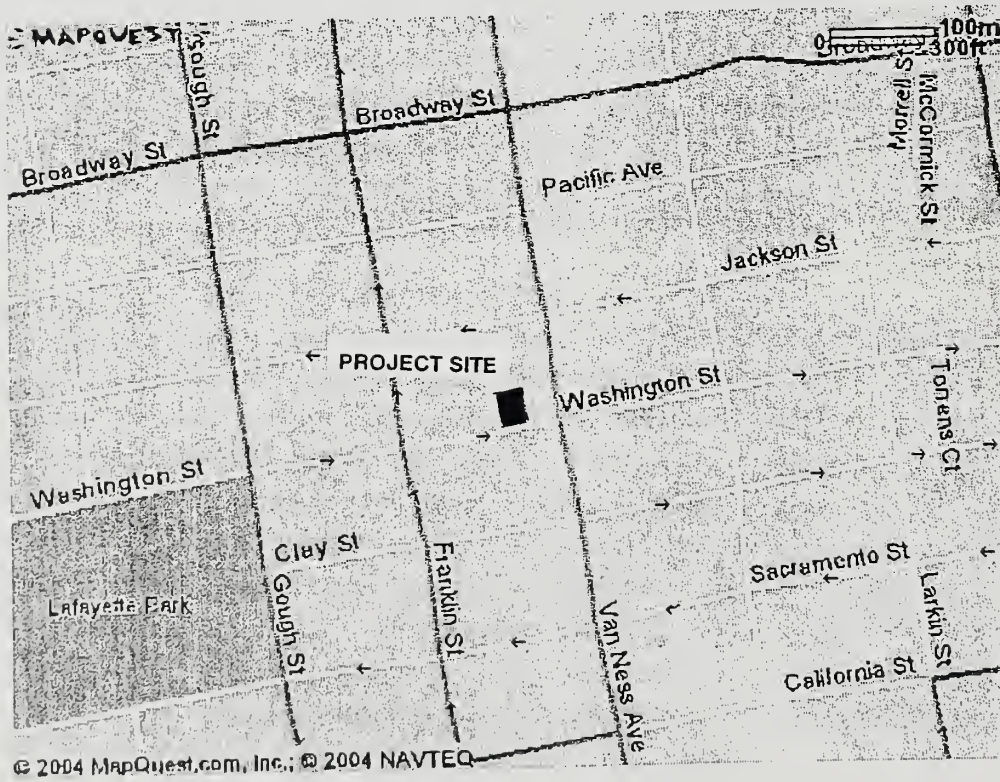 MAPQUEST
Gough St
100m
0
300ft
Broadway St
Broadway St
Morrell St
McCormick St
Pacific Ave
Jackson St
PROJECT SITE
Washington St
Torrens Ct
Washington St
Clay St
Franklin St
Gough St
Lafayette Park
Sacramento St
Larkin St
Van Ness Ave
California St
© 2004 MapQuest.com, Inc.; © 2004 NAVTEQ